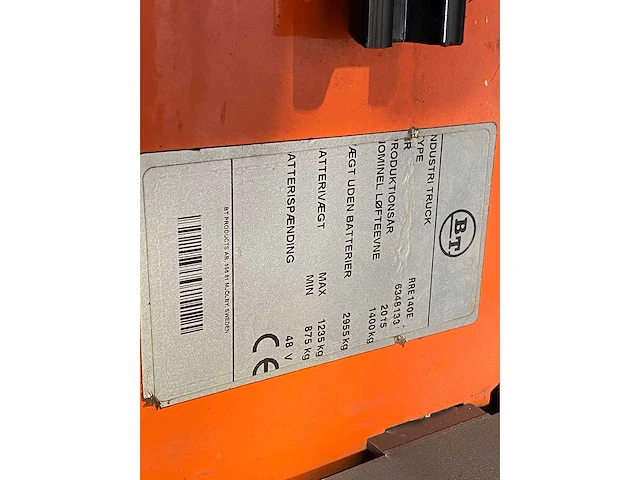 BT
NDUSTRI TRUCK
YPE RRE140E
R 6348133
RODUKTIONSÅR 2015
OMINEL LØFTEEVNE 1400kg
ÆGT UDEN BATTERIER 2955kg
ATTERIVÆGT MAX 1235kg
MIN 875kg
ATTERISPÆNDING 48 V
CE
BT PRODUCTS AB, 595 81 MJÖLBY, SWEDEN